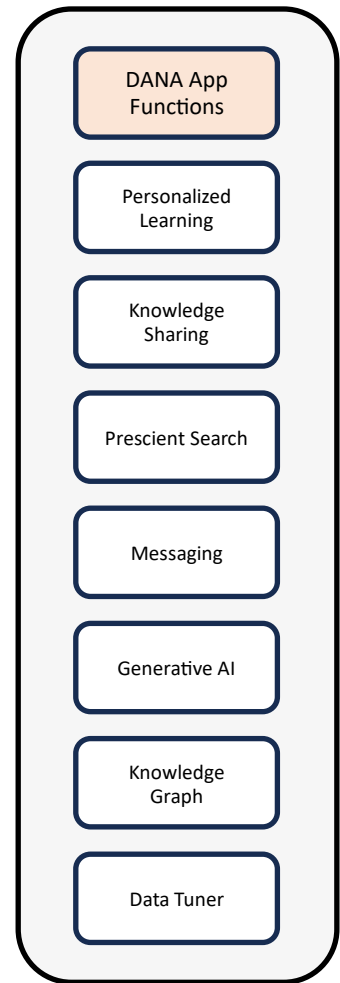 DANA App
Functions
Personalized
Learning
Knowledge
Sharing
Prescient Search
Messaging
Generative AI
Knowledge
Graph
Data Tuner